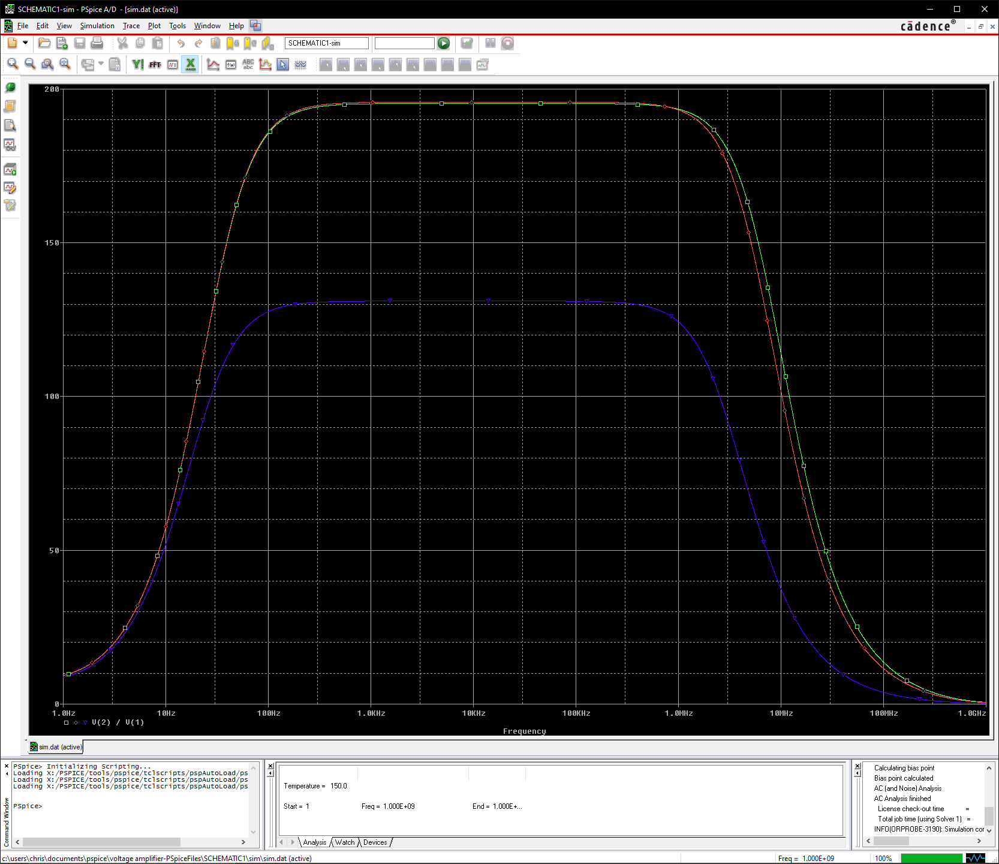 SCHEMATIC1-sim - PSpice A/D - [sim.dat (active)]
File Edit View Simulation Trace Plot Tools Window Help
cādence®
SCHEMATIC1-sim
Y! FFT
ABC
abc
200
150
100
50
0
1.0Hz 10Hz 100Hz 1.0KHz 10KHz 100KHz 1.0MHz 10MHz 100MHz 1.0GHz
V(2) / V(1)
Frequency
sim.dat (active)
Command Window
PSpice> Initializing Scripting...
Loading X:/PSPICE/tools/pspice/tclscripts/pspAutoLoad/ps
Loading X:/PSPICE/tools/pspice/tclscripts/pspAutoLoad/ps
Loading X:/PSPICE/tools/pspice/tclscripts/pspAutoLoad/ps
PSpice>
Temperature = 150.0
Start = 1 Freq = 1.000E+09 End = 1.000E+...
Analysis Watch Devices
Calculating bias point
Bias point calculated
AC (and Noise) Analysis
AC Analysis finished
License check-out time =
Total job time (using Solver 1) =
INFO(ORPROBE-3190): Simulation cor
c:\users\chris\documents\pspice\voltage amplifier-PSpiceFiles\SCHEMATIC1\sim\sim.dat (active)
Freq = 1.000E+09 100%